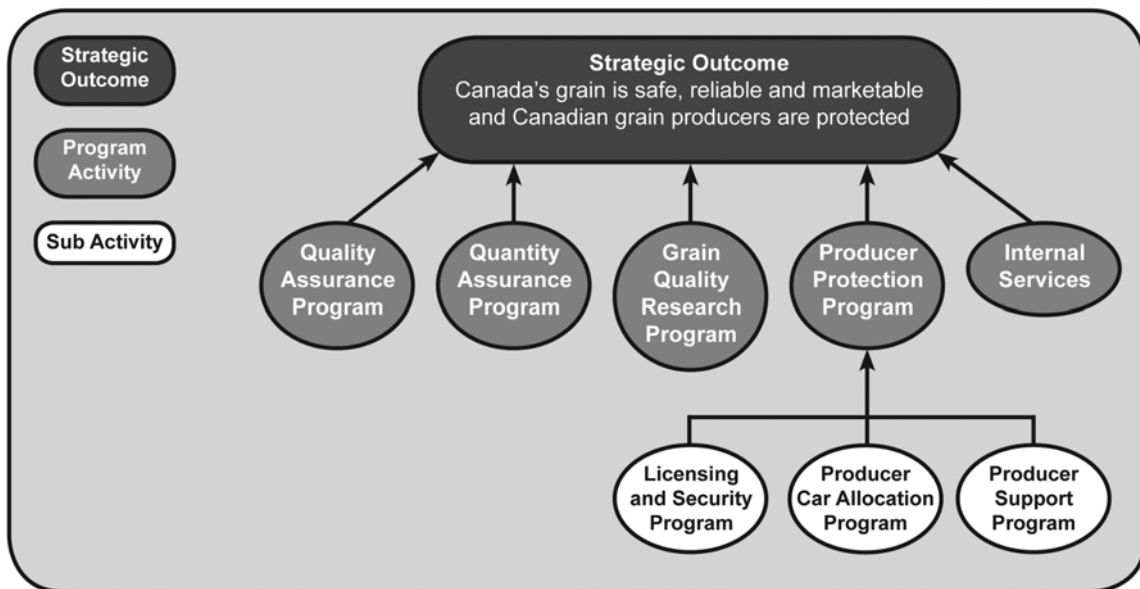 Strategic
Outcome
Program
Activity
Sub Activity
Strategic Outcome
Canada's grain is safe, reliable and marketable
and Canadian grain producers are protected
Quality
Assurance
Program
Quantity
Assurance
Program
Grain
Quality
Research
Program
Producer
Protection
Program
Internal
Services
Licensing
and Security
Program
Producer
Car Allocation
Program
Producer
Support
Program